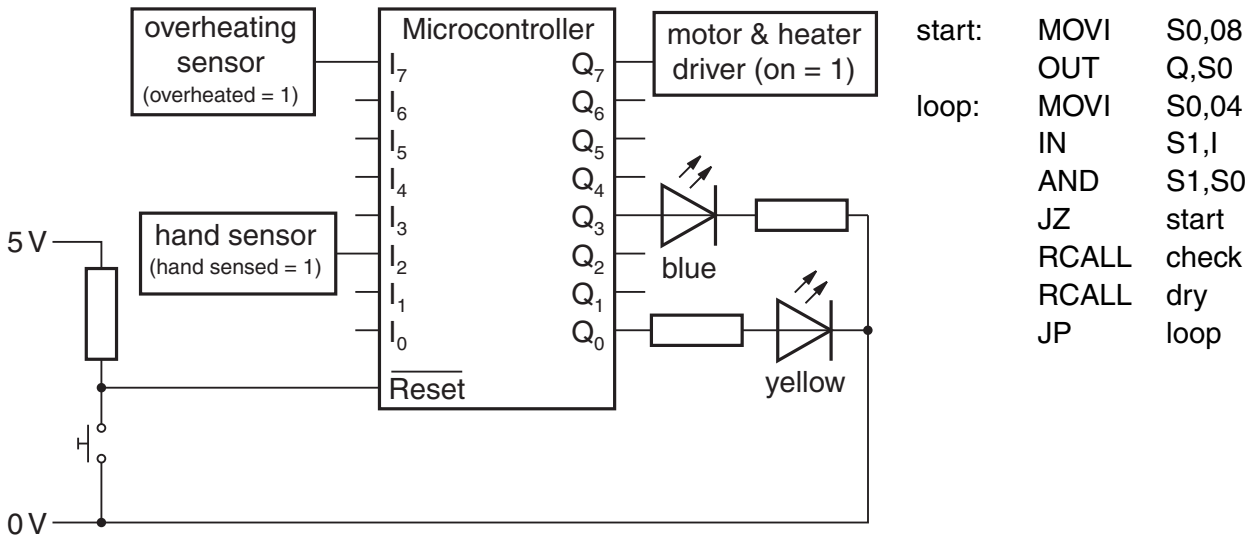 overheating
sensor
(overheated = 1)
Microcontroller
I7 Q7
I6 Q6
I5 Q5
I4 Q4
I3 Q3
I2 Q2
I1 Q1
I0 Q0
Reset
motor & heater
driver (on = 1)
hand sensor
(hand sensed = 1)
5 V
0 V
blue
yellow
start: MOVI S0,08
OUT Q,S0
loop: MOVI S0,04
IN S1,I
AND S1,S0
JZ start
RCALL check
RCALL dry
JP loop